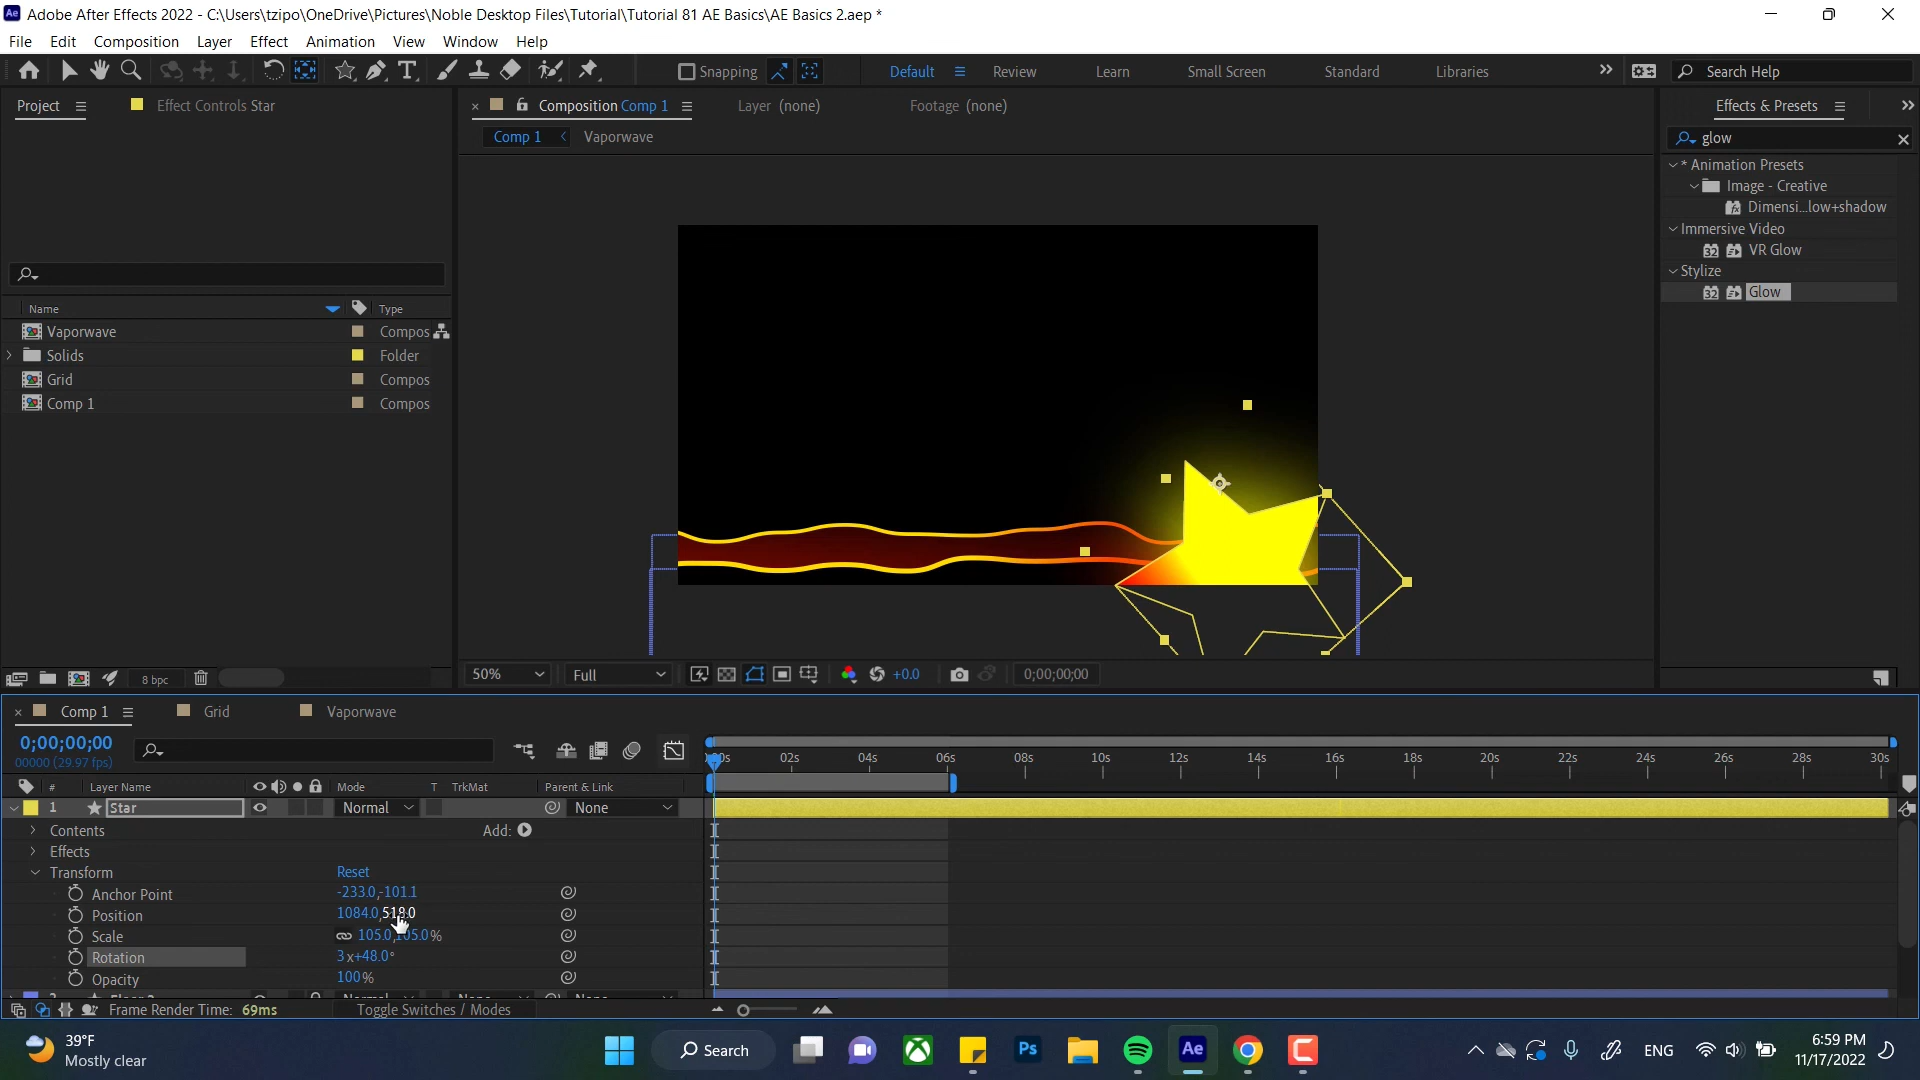 Adobe After Effects 2022 - C:\Users\tzipo\OneDrive\Pictures\Noble Desktop Files\Tutorial\Tutorial 81 AE Basics\AE Basics 2.aep *
File Edit Composition Layer Effect Animation View Window Help
Snapping Default Review Learn Small Screen Standard Libraries Search Help
Project Effect Controls Star Composition Comp 1 Layer (none) Footage (none) Effects & Presets
Comp 1 Vaporwave glow
* Animation Presets
Image - Creative
Dimensi...low+shadow
Immersive Video
VR Glow
Stylize
Glow
Name Type
Vaporwave Compos
Solids Folder
Grid Compos
Comp 1 Compos
8 bpc 50% Full +0.0 0;00;00;00
Comp 1 Grid Vaporwave
0;00;00;00
00000 (29.97 fps)
02s 04s 06s 08s 10s 12s 14s 16s 18s 20s 22s 24s 26s 28s 30s
# Layer Name Mode T TrkMat Parent & Link
1 Star Normal None
Contents Add:
Effects
Transform Reset
Anchor Point -233.0,-101.1
Position 1084.0,518.0
Scale 105.0,105.0%
Rotation 3x+48.0°
Opacity 100%
Frame Render Time: 69ms Toggle Switches / Modes
39°F
Mostly clear
Search Ps Ae ENG
6:59 PM
11/17/2022